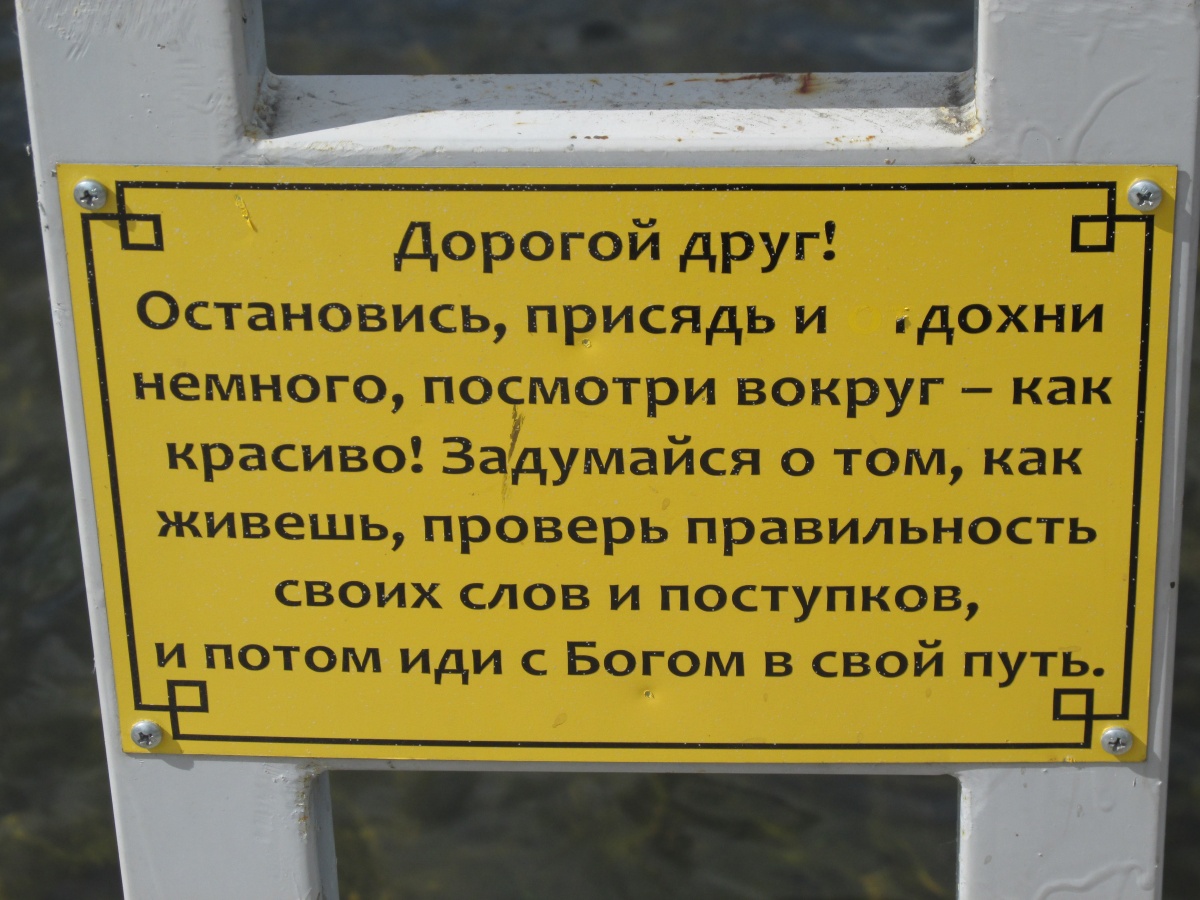 Дорогой друг!
Остановись, присядь и отдохни
немного, посмотри вокруг – как
красиво! Задумайся о том, как
живешь, проверь правильность
своих слов и поступков,
и потом иди с Богом в свой путь.